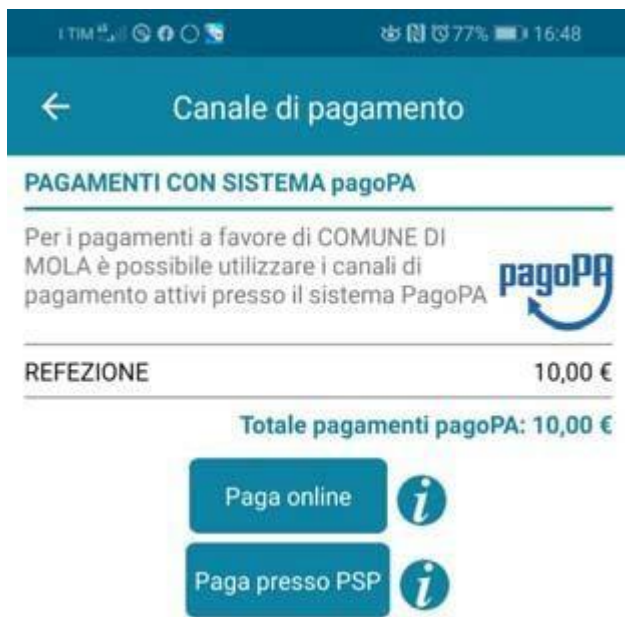 TIM 77% 16:48
Canale di pagamento
PAGAMENTI CON SISTEMA pagoPA
Per i pagamenti a favore di COMUNE DI
MOLA è possibile utilizzare i canali di
pagamento attivi presso il sistema PagoPA
pagoPA
REFEZIONE 10,00 €
Totale pagamenti pagoPA: 10,00 €
Paga online i
Paga presso PSP i